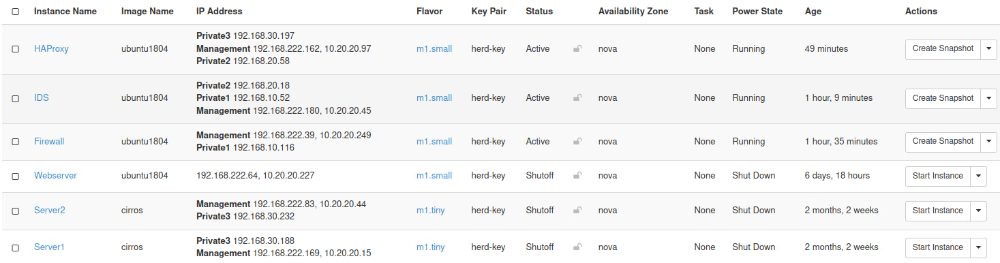 Instance Name Image Name IP Address Flavor Key Pair Status Availability Zone Task Power State Age Actions
Private3 192.168.30.197
HAProxy ubuntu1804 Management 192.168.222.162, 10.20.20.97 m1.small herd-key Active nova None Running 49 minutes Create Snapshot
Private2 192.168.20.58
Private2 192.168.20.18
IDS ubuntu1804 Private1 192.168.10.52 m1.small herd-key Active nova None Running 1 hour, 9 minutes Create Snapshot
Management 192.168.222.180, 10.20.20.45
Management 192.168.222.39, 10.20.20.249
Firewall ubuntu1804 m1.small herd-key Active nova None Running 1 hour, 35 minutes Create Snapshot
Private1 192.168.10.116
Webserver ubuntu1804 192.168.222.64, 10.20.20.227 m1.small herd-key Shutoff nova None Shut Down 6 days, 18 hours Start Instance
Management 192.168.222.83, 10.20.20.44
Server2 cirros m1.tiny herd-key Shutoff nova None Shut Down 2 months, 2 weeks Start Instance
Private3 192.168.30.232
Private3 192.168.30.188
Server1 cirros m1.tiny herd-key Shutoff nova None Shut Down 2 months, 2 weeks Start Instance
Management 192.168.222.169, 10.20.20.15